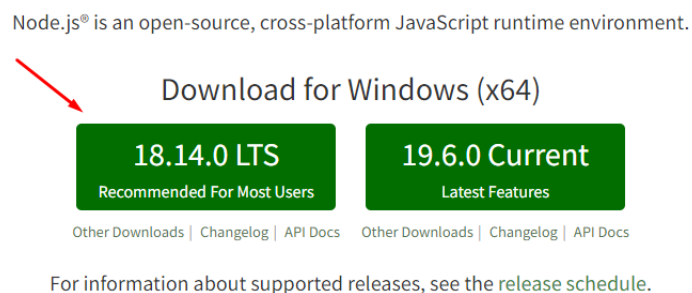 Node.js® is an open-source, cross-platform JavaScript runtime environment.
Download for Windows (x64)
18.14.0 LTS
Recommended For Most Users
19.6.0 Current
Latest Features
Other Downloads | Changelog | API Docs
Other Downloads | Changelog | API Docs
For information about supported releases, see the release schedule.